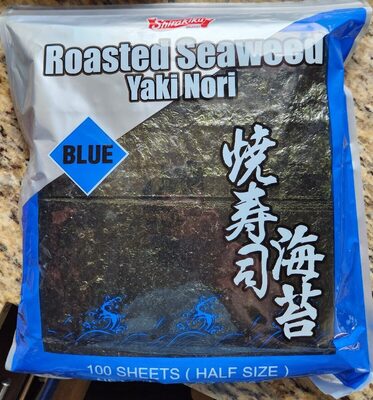 Shirakiku
Roasted Seaweed
Yaki Nori
BLUE
焼寿司
海苔
100 SHEETS ( HALF SIZE )